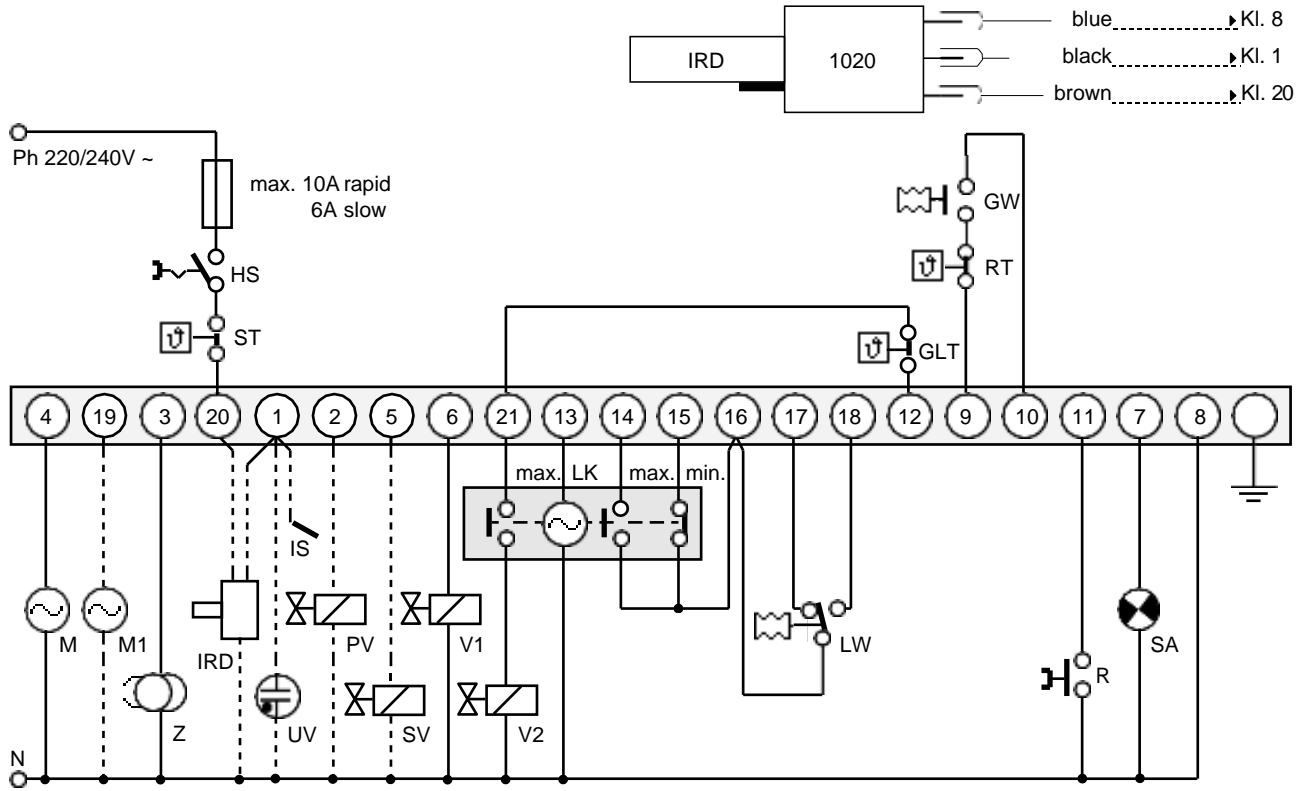 blue Kl. 8
IRD 1020 black Kl. 1
brown Kl. 20
Ph 220/240V ~
max. 10A rapid
6A slow
GW
HS
RT
ϑ
ϑ ST
ϑ GLT
4 19 3 20 1 2 5 6 21 13 14 15 16 17 18 12 9 10 11 7 8
max. LK max. min.
IS
M M1 PV V1 LW SA
IRD
R
Z UV SV V2
N